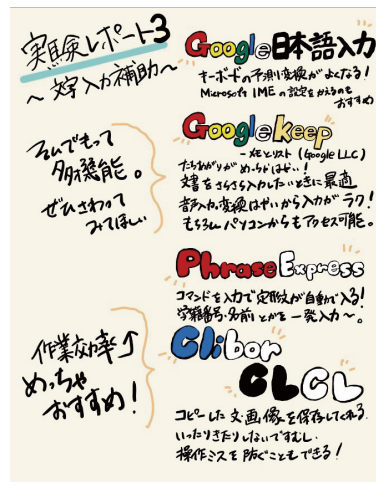 実験レポート3
～文字入力補助～
それでもって
多機能。
ぜひさわって
みてほしい
作業効率↑
めっちゃ
おすすめ!
Google日本語入力
キーボードの予測変換がよくなる!
Microsoft IMEの設定をかえるのも
おすすめ
Google keep
-メモとリスト (Google LLC)
たちあがりがめっちゃはやい!
文書をさらさら入力したいときに最適
音声入力。変換はやいから入力がラク!
もちろんパソコンからもアクセス可能。
Phrase Express
コマンドを入力で定形文が自動で入る!
学籍番号・名前とかを一発入力～。
Clibor
CLCL
コピーした文・画像を保存してくれる
いったりきたりしないですむし、
操作ミスを防ぐこともできる!